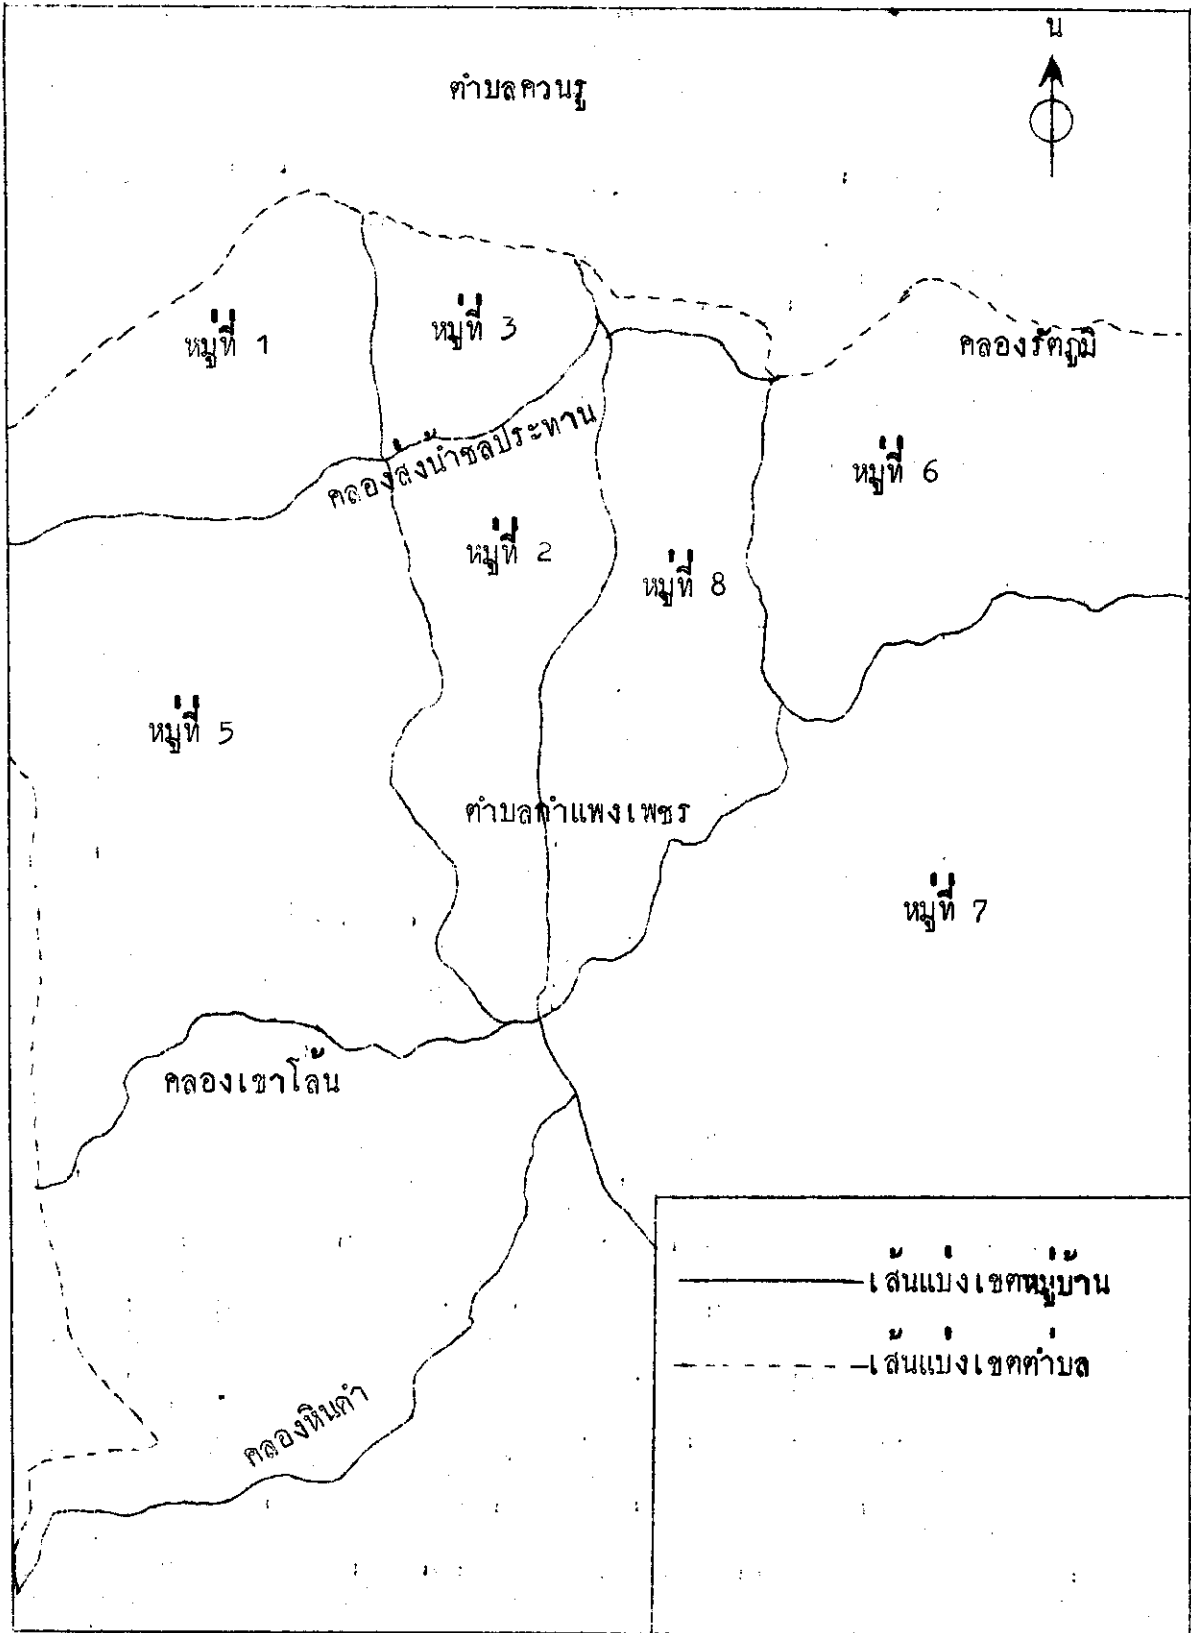 น
ตำบลควนรู
หมู่ที่ 1
หมู่ที่ 3
คลองรัตภูมิ
คลองส่งน้ำชลประทาน
หมู่ที่ 6
หมู่ที่ 2
หมู่ที่ 8
หมู่ที่ 5
ตำบลกำแพงเพชร
หมู่ที่ 7
คลองเขาโล้น
เส้นแบ่งเขตหมู่บ้าน
เส้นแบ่งเขตตำบล
คลองหินดำ